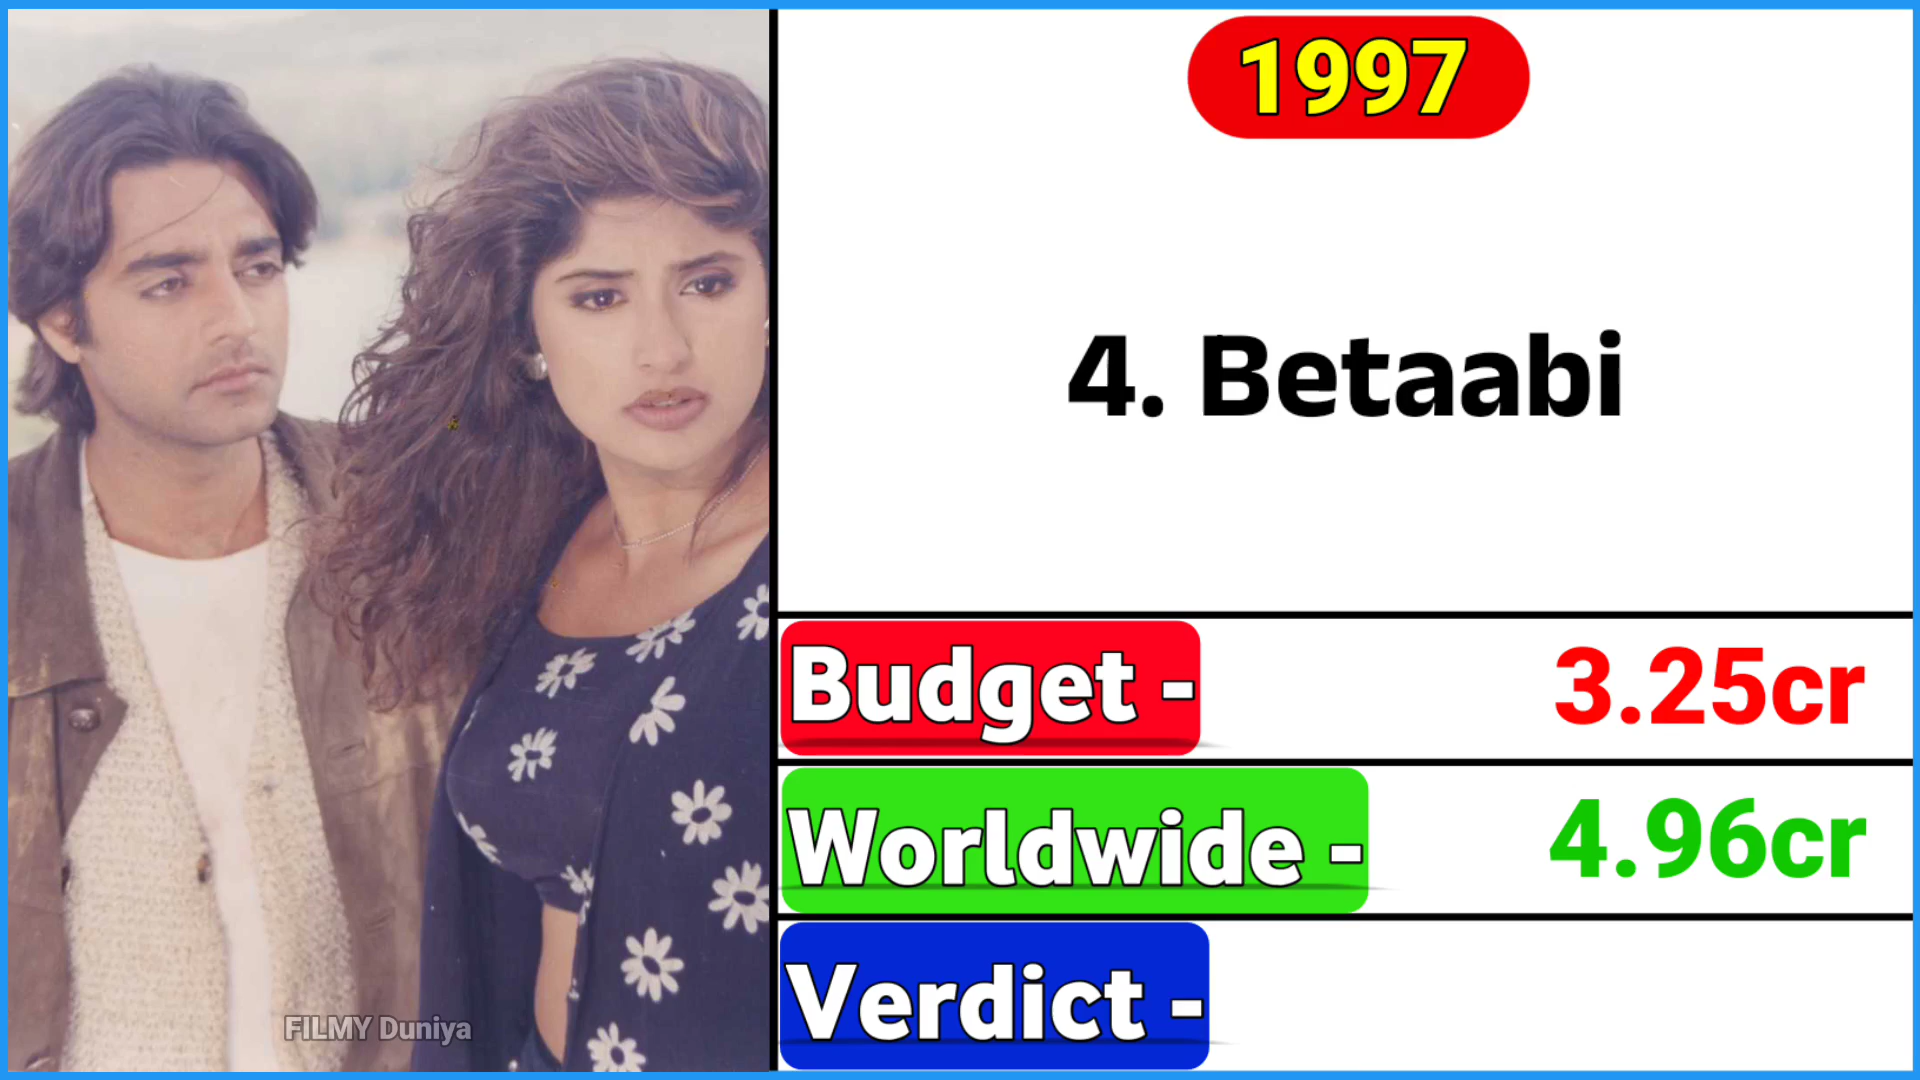 1997
4. Betaabi
Budget - 3.25cr
Worldwide - 4.96cr
Verdict -
FILMY Duniya